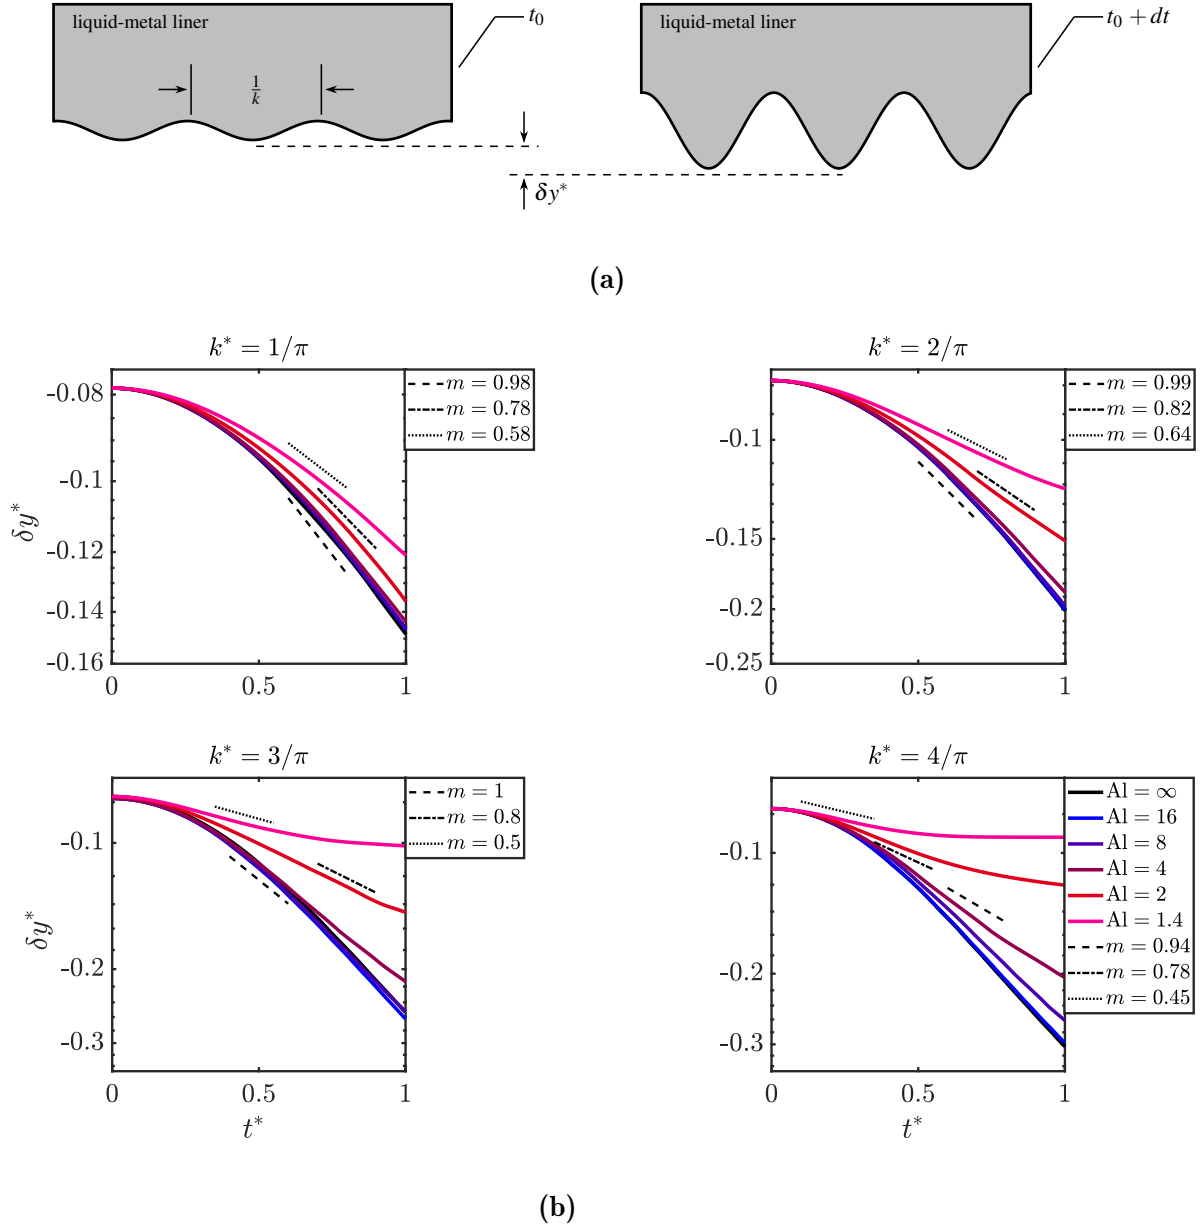 liquid-metal liner
t₀
1/k
δy*
liquid-metal liner
t₀ + dt
(a)
k* = 1/π
m = 0.98
m = 0.78
m = 0.58
-0.08
-0.1
-0.12
-0.14
-0.16
δy*
0
0.5
1
k* = 2/π
m = 0.99
m = 0.82
m = 0.64
-0.1
-0.15
-0.2
-0.25
0
0.5
1
k* = 3/π
m = 1
m = 0.8
m = 0.5
-0.1
-0.2
-0.3
δy*
0
0.5
1
t*
k* = 4/π
Al = ∞
Al = 16
Al = 8
Al = 4
Al = 2
Al = 1.4
m = 0.94
m = 0.78
m = 0.45
-0.1
-0.2
-0.3
0
0.5
1
t*
(b)